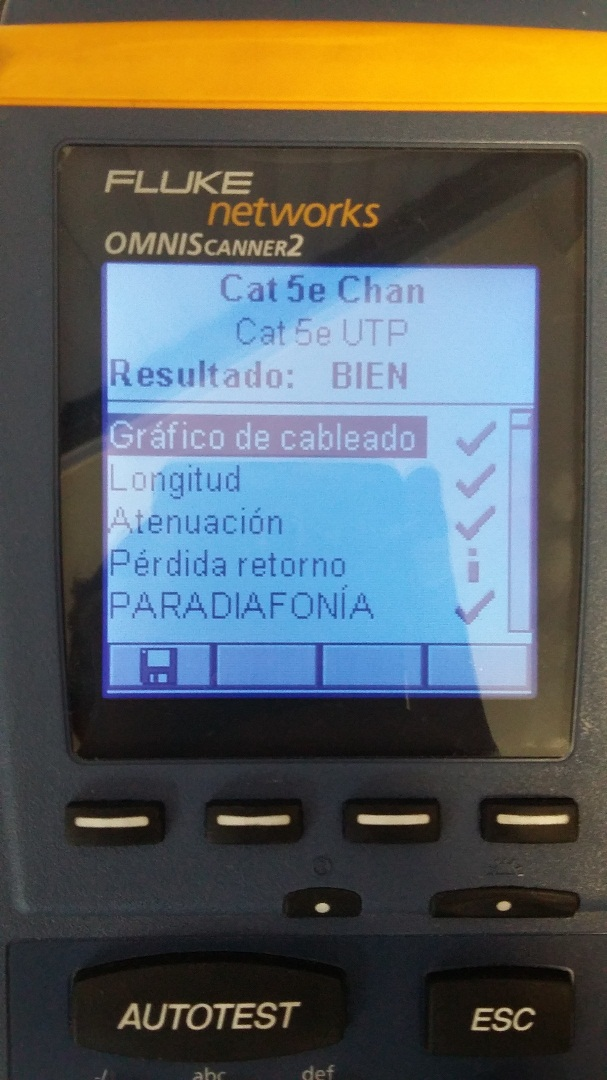 FLUKE
networks
OMNISCANNER2
Cat 5e Chan
Cat 5e UTP
Resultado: BIEN
Gráfico de cableado
Longitud
Atenuación
Pérdida retorno i
PARADIAFONÍA
AUTOTEST
ESC
abc def